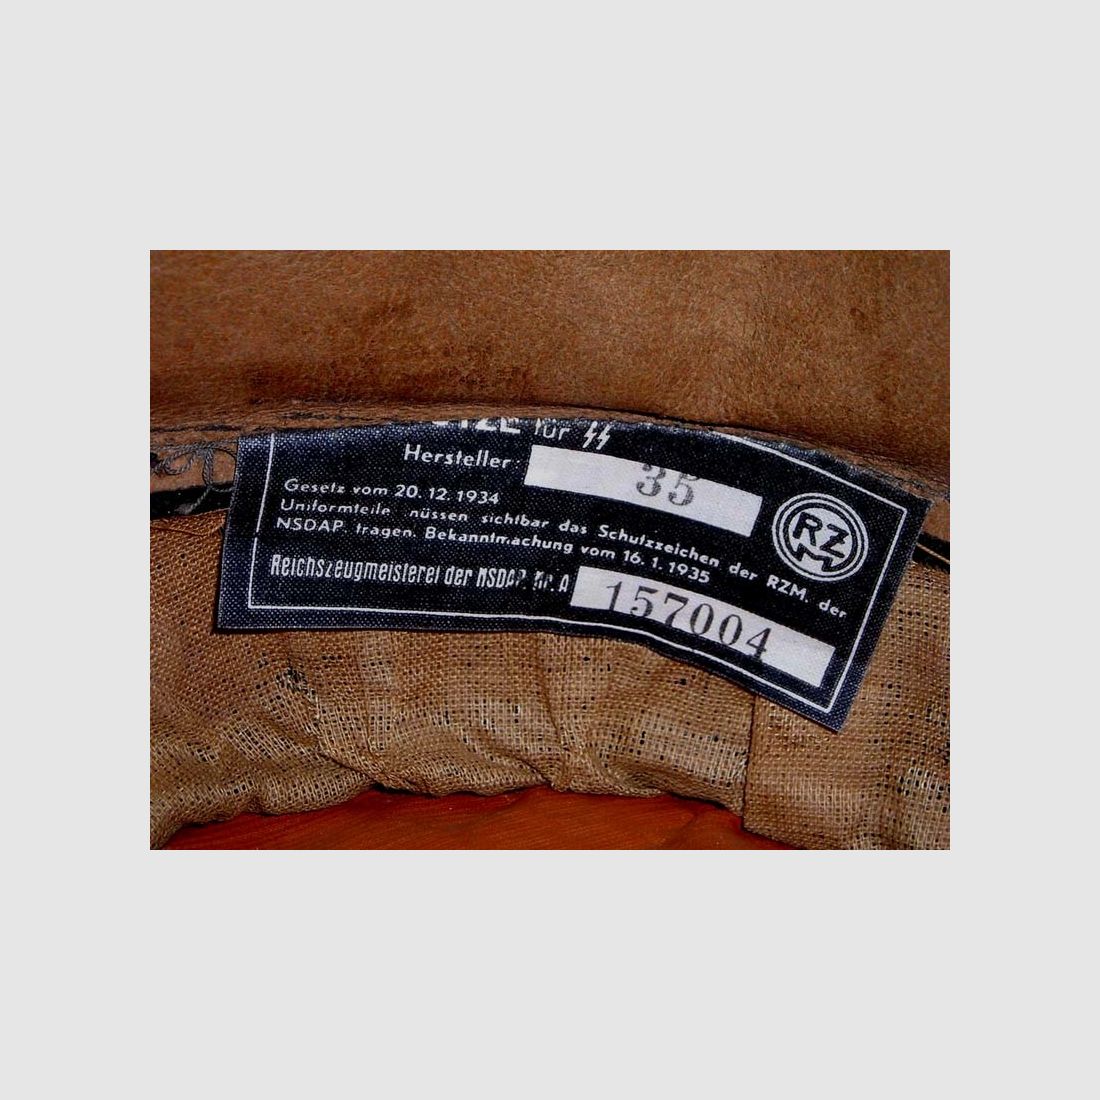 für SS
Hersteller 35
Gesetz vom 20.12.1934
Uniformteile müssen sichtbar das Schutzzeichen der RZM. der
NSDAP. tragen. Bekanntmachung vom 16.1.1935
Reichszeugmeisterei der NSDAP. Nr. A 157004
RZM